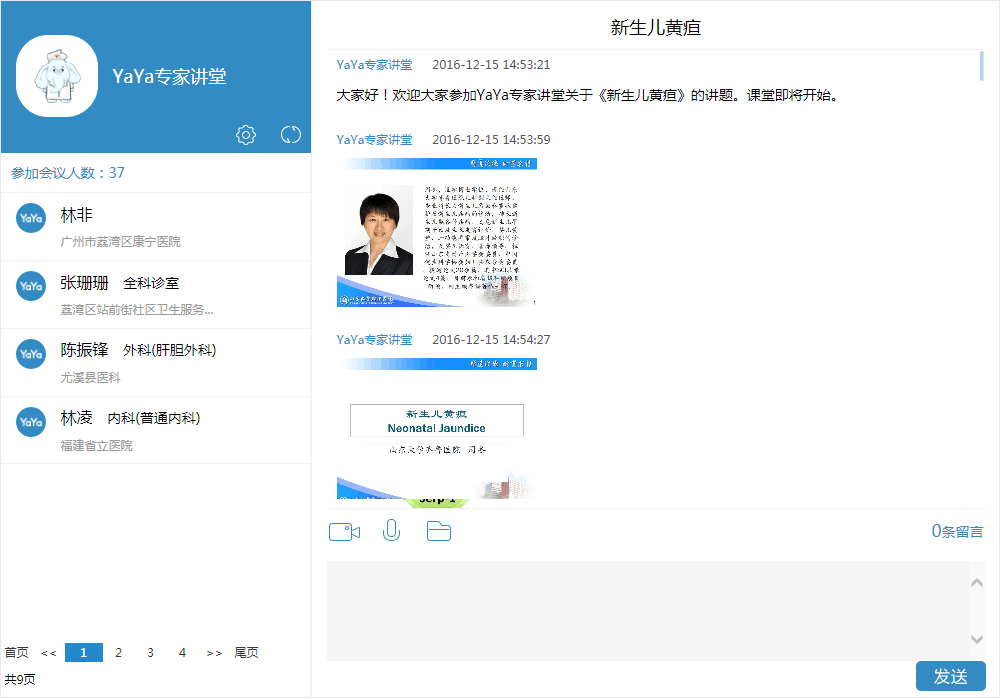 YaYa专家讲堂
参加会议人数：37
YaYa
林非
广州市荔湾区康宁医院
YaYa
张珊珊 全科诊室
荔湾区站前街社区卫生服务...
YaYa
陈振锋 外科(肝胆外科)
尤溪县医科
YaYa
林凌 内科(普通内科)
福建省立医院
首页 << 1 2 3 4 >> 尾页
共9页
新生儿黄疸
YaYa专家讲堂 2016-12-15 14:53:21
大家好！欢迎大家参加YaYa专家讲堂关于《新生儿黄疸》的讲题。课堂即将开始。
YaYa专家讲堂 2016-12-15 14:53:59
YaYa专家讲堂 2016-12-15 14:54:27
新生儿黄疸
Neonatal Jaundice
山东大学齐鲁医院
Serp-1
0条留言
发送